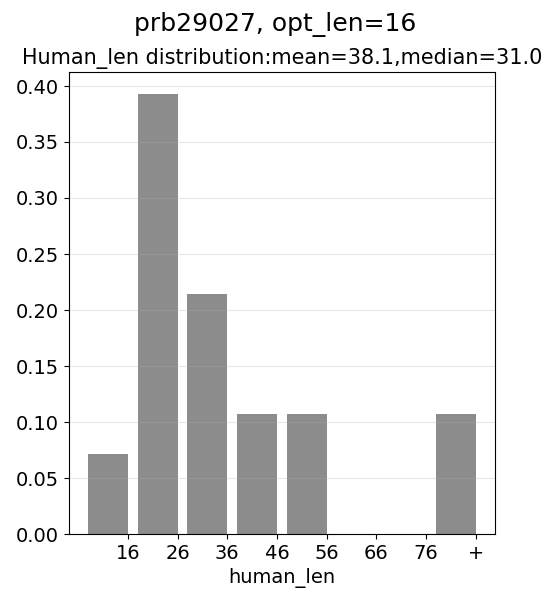 prb29027, opt_len=16
Human_len distribution:mean=38.1,median=31.0
0.40
0.35
0.30
0.25
0.20
0.15
0.10
0.05
0.00
16 26 36 46 56 66 76 +
human_len